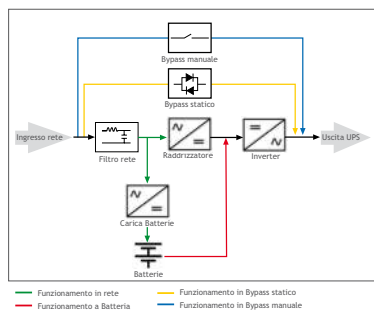 Bypass manuale
Bypass statico
Ingresso rete
Uscita UPS
Filtro rete
Raddrizzatore
Inverter
Carica Batterie
Batterie
Funzionamento in rete
Funzionamento in Bypass statico
Funzionamento a Batteria
Funzionamento in Bypass manuale